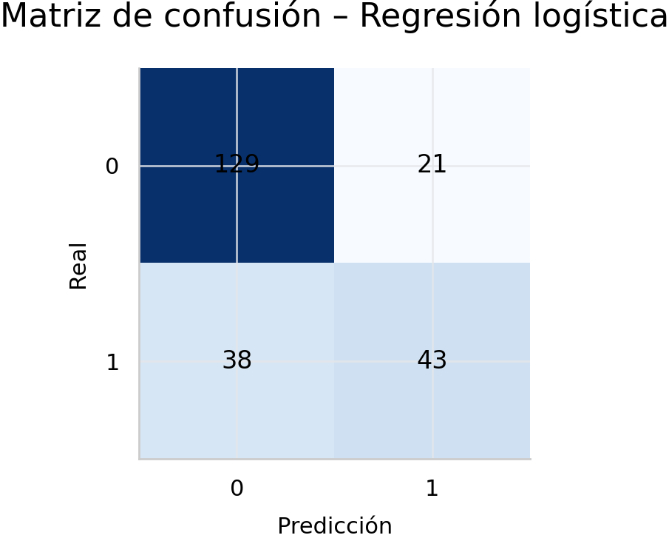 Matriz de confusión – Regresión logística
0
129
21
Real
1
38
43
0
1
Predicción